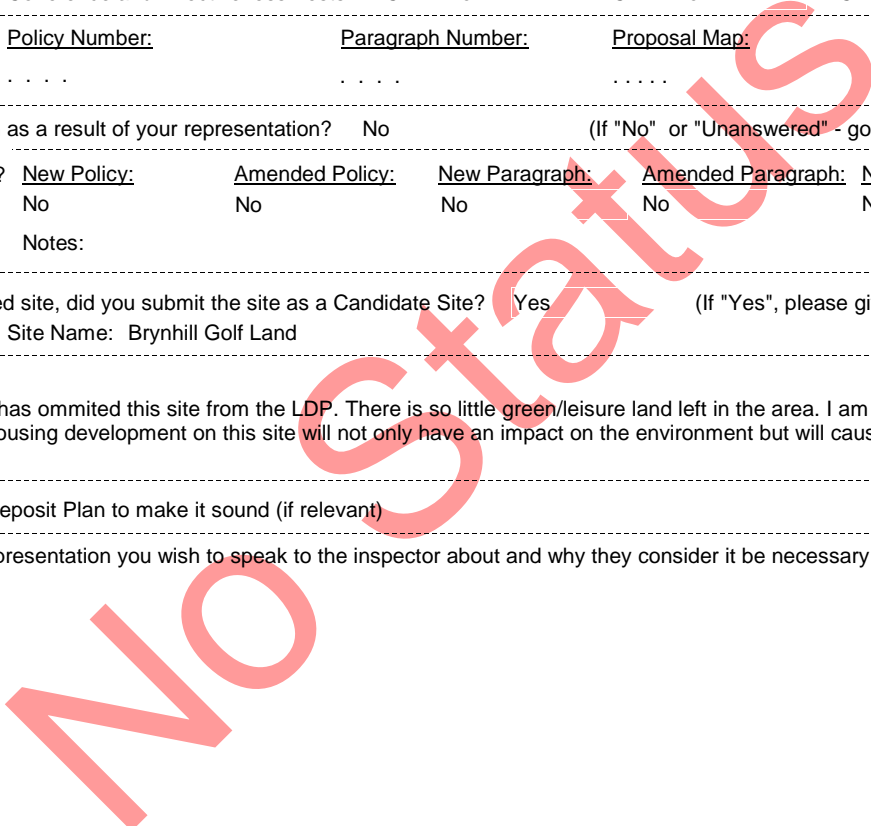 Policy Number: Paragraph Number: Proposal Map:
. . . . . . . . . . . . .
as a result of your representation? No (If "No" or "Unanswered" - go
? New Policy: Amended Policy: New Paragraph: Amended Paragraph:
No No No No
Notes:
ed site, did you submit the site as a Candidate Site? Yes (If "Yes", please gi
Site Name: Brynhill Golf Land
has ommited this site from the LDP. There is so little green/leisure land left in the area. I am
ousing development on this site will not only have an impact on the environment but will caus
eposit Plan to make it sound (if relevant)
presentation you wish to speak to the inspector about and why they consider it be necessary
No Status